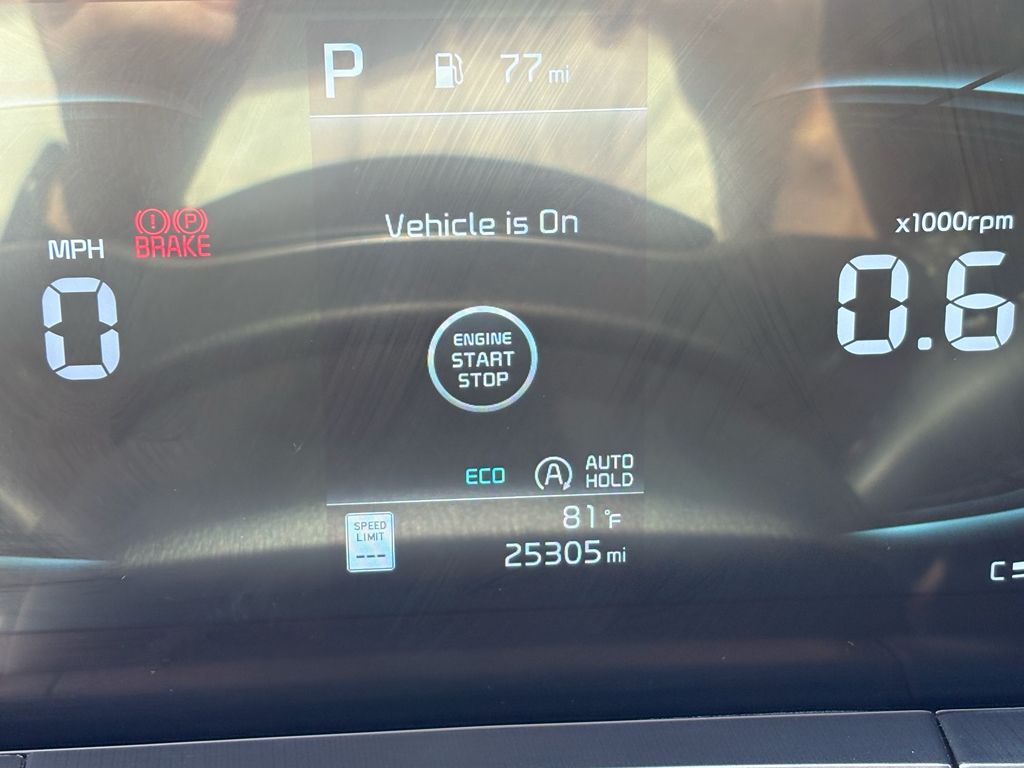 P 77 mi
Vehicle is On
MPH
! P
BRAKE
0
x1000rpm
0.6
ENGINE
START
STOP
ECO A AUTO
HOLD
SPEED
LIMIT
---
81°F
25305 mi
C